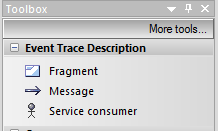 Toolbox
More tools...
Event Trace Description
Fragment
Message
Service consumer